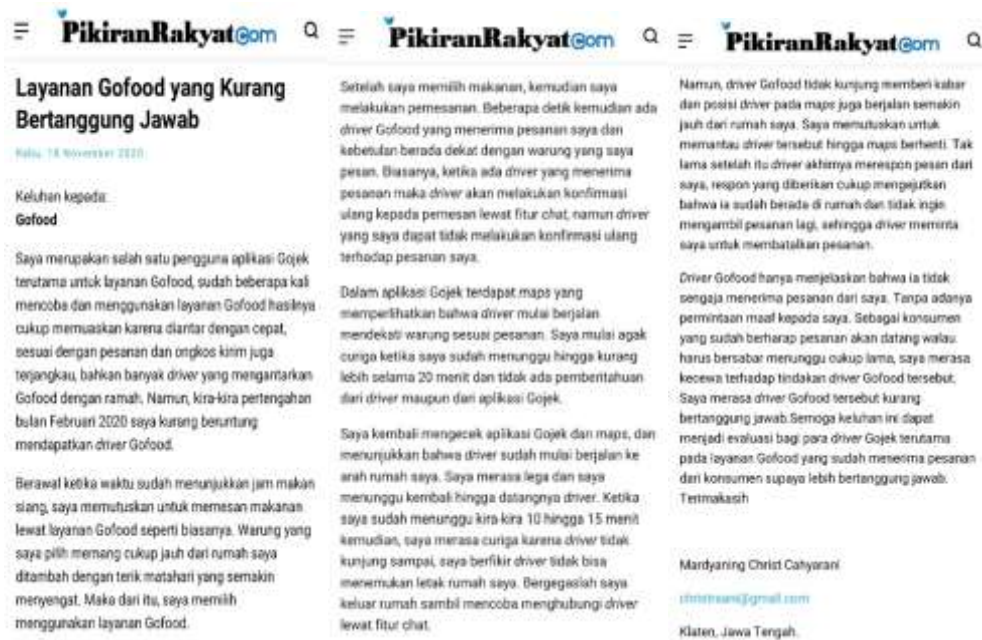 PikiranRakyat.com
Layanan Gofood yang Kurang
Bertanggung Jawab
Rabu, 18 November 2020
Keluhan kepada:
Gofood
Saya merupakan salah satu pengguna aplikasi Gojek
terutama untuk layanan Gofood, sudah beberapa kali
mencoba dan menggunakan layanan Gofood hasilnya
cukup memuaskan karena diantar dengan cepat,
sesuai dengan pesanan dan ongkos kirim juga
terjangkau, bahkan banyak driver yang mengantarkan
Gofood dengan ramah. Namun, kira-kira pertengahan
bulan Februari 2020 saya kurang beruntung
mendapatkan driver Gofood.
Berawal ketika waktu sudah menunjukkan jam makan
siang, saya memutuskan untuk memesan makanan
lewat layanan Gofood seperti biasanya. Warung yang
saya pilih memang cukup jauh dari rumah saya
ditambah dengan terik matahari yang semakin
menyengat. Maka dari itu, saya memilih
menggunakan layanan Gofood.
PikiranRakyat.com
Setelah saya memilih makanan, kemudian saya
melakukan pemesanan. Beberapa detik kemudian ada
driver Gofood yang menerima pesanan saya dan
kebetulan berada dekat dengan warung yang saya
pesan. Biasanya, ketika ada driver yang menerima
pesanan maka driver akan melakukan konfirmasi
ulang kepada pemesan lewat fitur chat, namun driver
yang saya dapat tidak melakukan konfirmasi ulang
terhadap pesanan saya.
Dalam aplikasi Gojek terdapat maps yang
memperlihatkan bahwa driver mulai berjalan
mendekati warung sesuai pesanan. Saya mulai agak
curiga ketika saya sudah menunggu hingga kurang
lebih selama 20 menit dan tidak ada pemberitahuan
dari driver maupun dari aplikasi Gojek.
Saya kembali mengecek aplikasi Gojek dan maps, dan
menunjukkan bahwa driver sudah mulai berjalan ke
arah rumah saya. Saya merasa lega dan saya
menunggu kembali hingga datangnya driver. Ketika
saya sudah menunggu kira-kira 10 hingga 15 menit
kemudian, saya merasa curiga karena driver tidak
kunjung sampai, saya berfikir driver tidak bisa
menemukan letak rumah saya. Bergegaslah saya
keluar rumah sambil mencoba menghubungi driver
lewat fitur chat.
PikiranRakyat.com
Namun, driver Gofood tidak kunjung memberi kabar
dan posisi driver pada maps juga berjalan semakin
jauh dari rumah saya. Saya memutuskan untuk
memantau driver tersebut hingga maps berhenti. Tak
lama setelah itu driver akhirnya merespon pesan dari
saya, respon yang diberikan cukup mengejutkan
bahwa ia sudah berada di rumah dan tidak ingin
mengambil pesanan lagi, sehingga driver meminta
saya untuk membatalkan pesanan.
Driver Gofood hanya menjelaskan bahwa ia tidak
sengaja menerima pesanan dari saya. Tanpa adanya
permintaan maaf kepada saya. Sebagai konsumen
yang sudah berharap pesanan akan datang walau
harus bersabar menunggu cukup lama, saya merasa
kecewa terhadap tindakan driver Gofood tersebut.
Saya merasa driver Gofood tersebut kurang
bertanggung jawab.Semoga keluhan ini dapat
menjadi evaluasi bagi para driver Gojek terutama
pada layanan Gofood yang sudah menerima pesanan
dari konsumen supaya lebih bertanggung jawab.
Terimakasih
Mardyaning Christ Cahyarani
Klaten, Jawa Tengah.